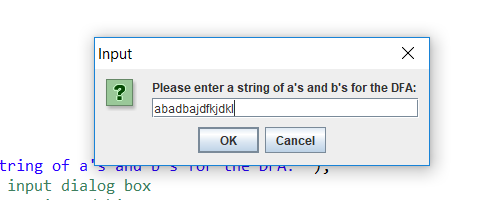 Input
Please enter a string of a's and b's for the DFA:
abadbajdfkjdkl
OK Cancel
tring of a's and b's for the DFA: ");
input dialog box